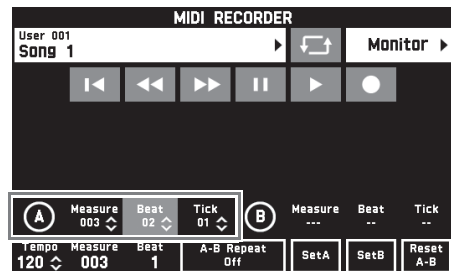 MIDI RECORDER
User 001
Song 1
Monitor
A Measure Beat Tick B Measure Beat Tick
003 02 01 --- -- --
Tempo Measure Beat A-B Repeat SetA SetB Reset
120 003 1 Off A-B